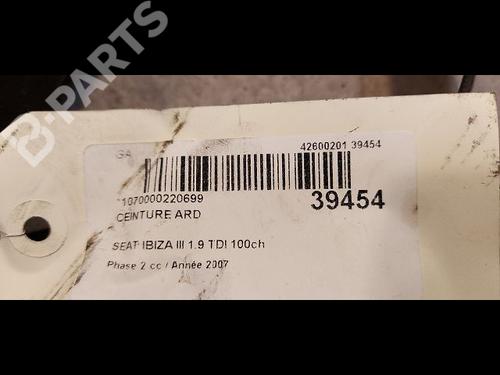 B-PARTS
GA
42600201 39454
1070000220699
39454
CEINTURE ARD
SEAT IBIZA III 1.9 TDI 100ch
Phase 2 cc / Année 2007